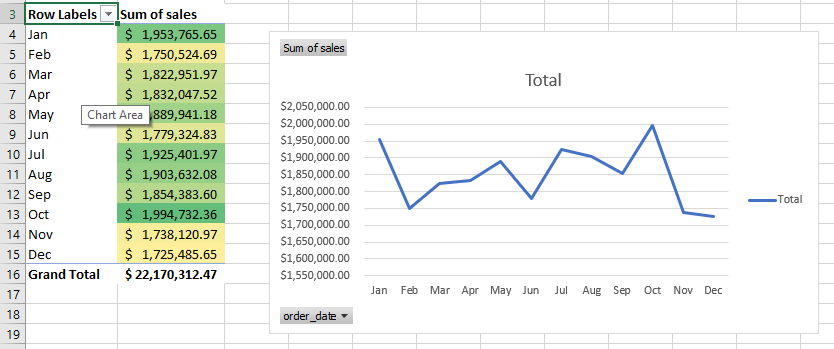 3 Row Labels Sum of sales
4 Jan $ 1,953,765.65
5 Feb $ 1,750,524.69
6 Mar $ 1,822,951.97
7 Apr $ 1,832,047.52
8 May ,889,941.18
9 Jun $ 1,779,324.83
10 Jul $ 1,925,401.97
11 Aug $ 1,903,632.08
12 Sep $ 1,854,383.60
13 Oct $ 1,994,732.36
14 Nov $ 1,738,120.97
15 Dec $ 1,725,485.65
16 Grand Total $ 22,170,312.47
17
18
19
Chart Area
Sum of sales
Total
$2,050,000.00
$2,000,000.00
$1,950,000.00
$1,900,000.00
$1,850,000.00
$1,800,000.00
$1,750,000.00
$1,700,000.00
$1,650,000.00
$1,600,000.00
$1,550,000.00
Jan Feb Mar Apr May Jun Jul Aug Sep Oct Nov Dec
Total
order_date